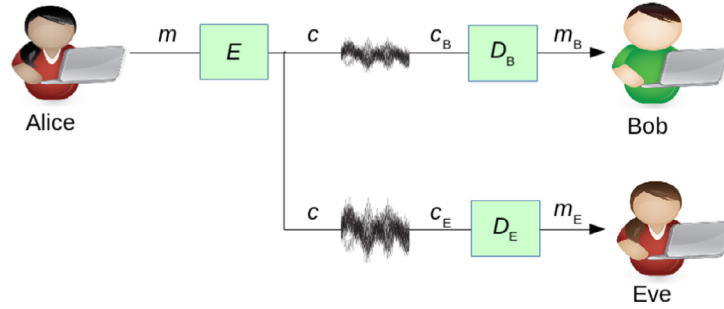 m E c c_B D_B m_B
Alice
Bob
c c_E D_E m_E
Eve